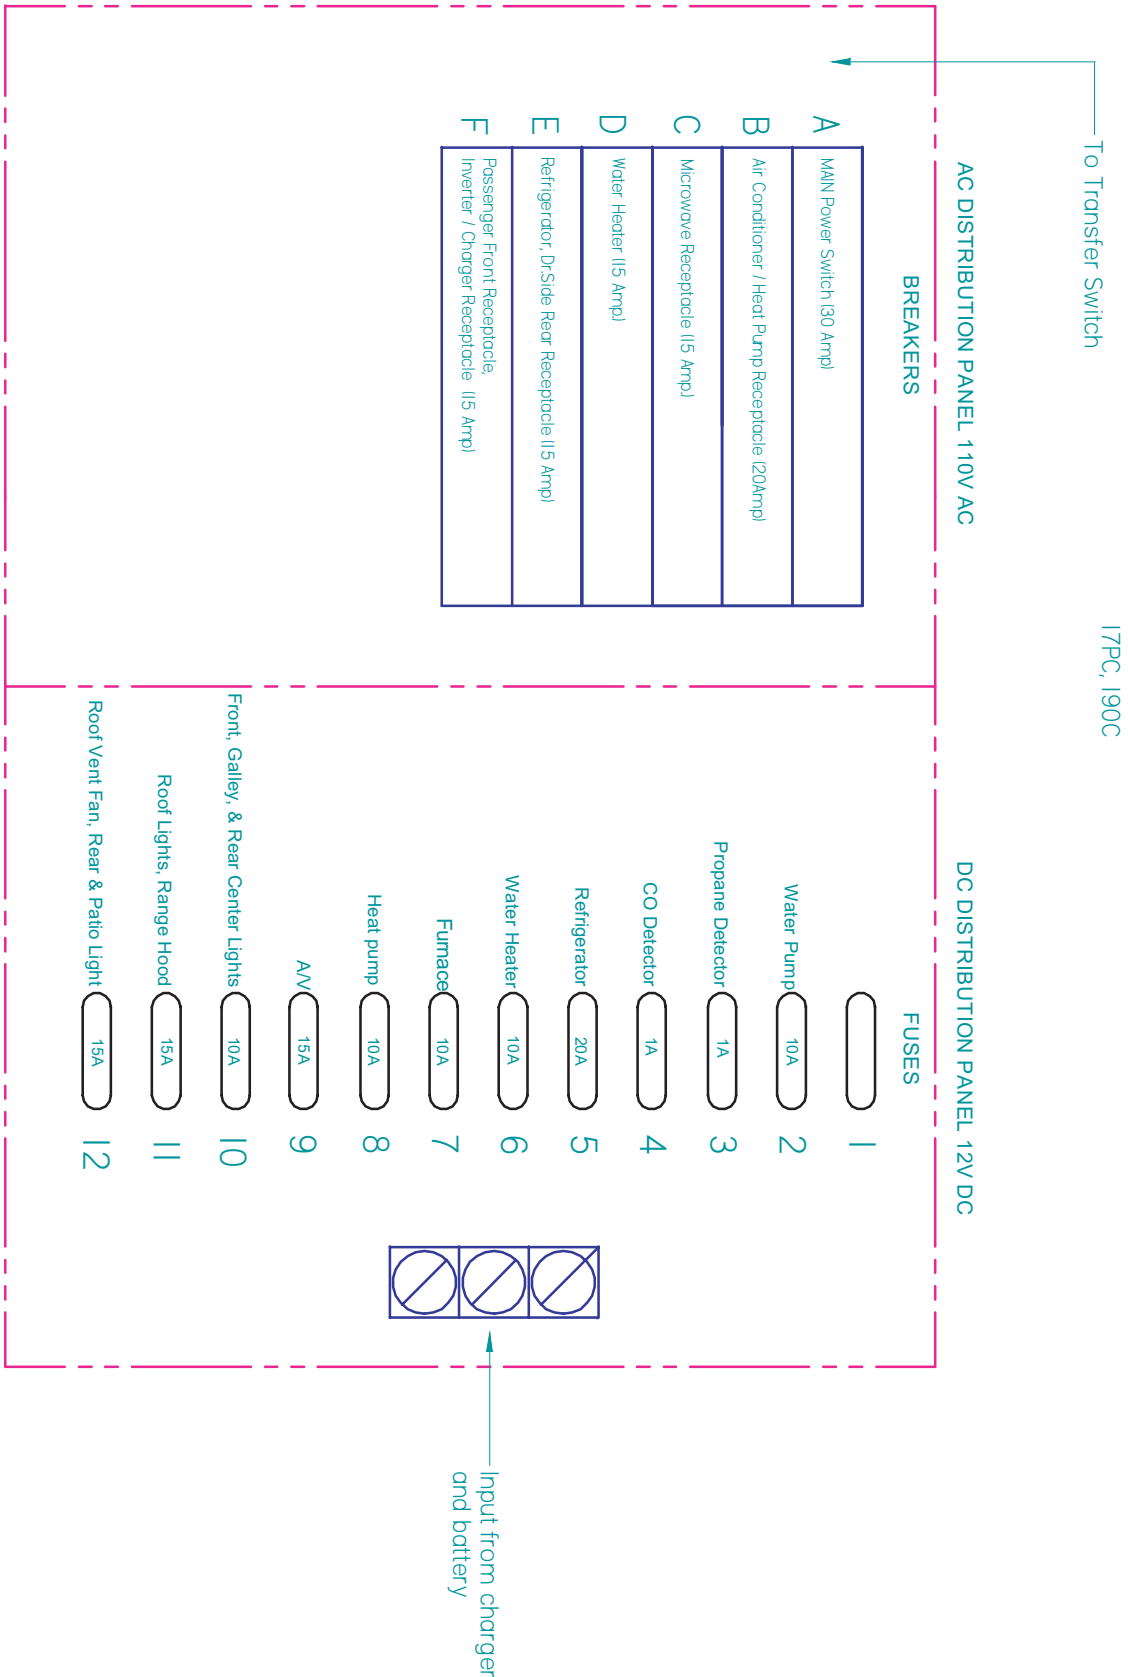 17PC, 190C
To Transfer Switch
AC DISTRIBUTION PANEL 110V AC
BREAKERS
A MAIN Power Switch (30 Amp)
B Air Conditioner / Heat Pump Receptacle (20Amp)
C Microwave Receptacle (15 Amp.)
D Water Heater (15 Amp.)
E Refrigerator, Dr.Side Rear Receptacle (15 Amp)
F Passenger Front Receptacle,
Inverter / Charger Receptacle (15 Amp)
DC DISTRIBUTION PANEL 12V DC
FUSES
1
Water Pump 10A 2
Propane Detector 1A 3
CO Detector 1A 4
Refrigerator 20A 5
Water Heater 10A 6
Furnace 10A 7
Heat pump 10A 8
A/V 15A 9
Front, Galley, & Rear Center Lights 10A 10
Roof Lights, Range Hood 15A 11
Roof Vent Fan, Rear & Patio Light 15A 12
Input from charger
and battery